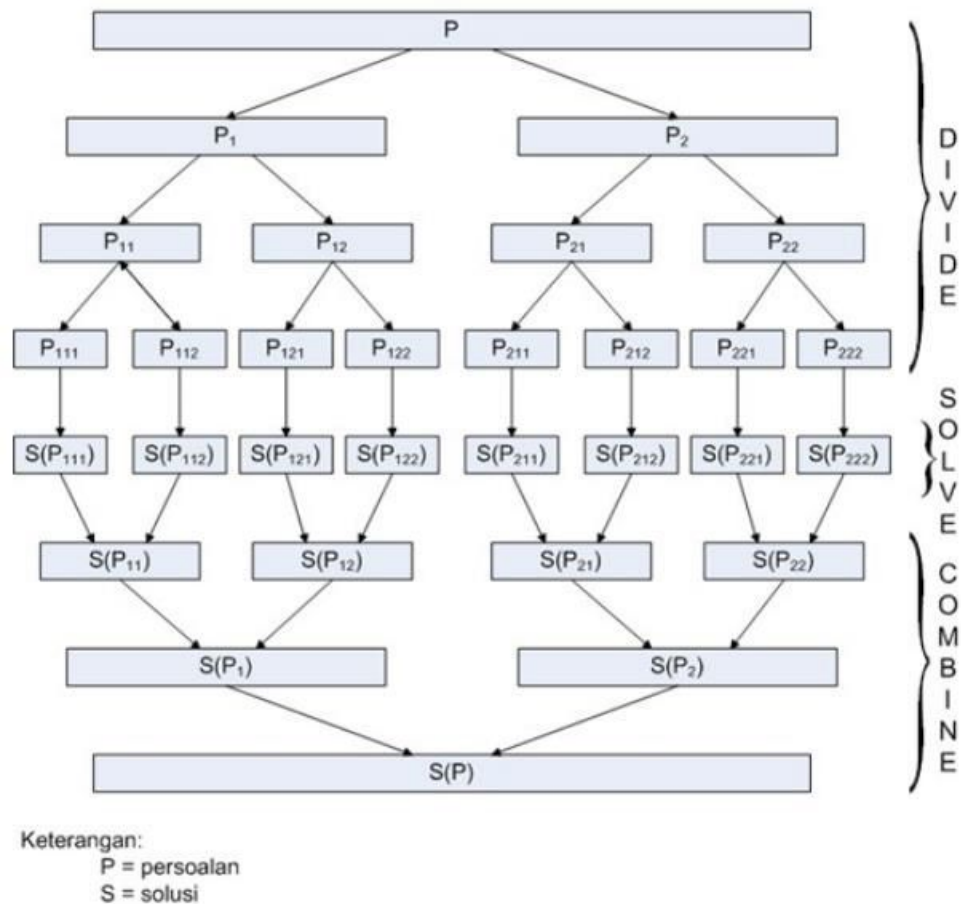 P
P₁ P₂
P₁₁ P₁₂ P₂₁ P₂₂
P₁₁₁ P₁₁₂ P₁₂₁ P₁₂₂ P₂₁₁ P₂₁₂ P₂₂₁ P₂₂₂
S(P₁₁₁) S(P₁₁₂) S(P₁₂₁) S(P₁₂₂) S(P₂₁₁) S(P₂₁₂) S(P₂₂₁) S(P₂₂₂)
S(P₁₁) S(P₁₂) S(P₂₁) S(P₂₂)
S(P₁) S(P₂)
S(P)
DIVIDE
SOLVE
COMBINE
Keterangan:
P = persoalan
S = solusi